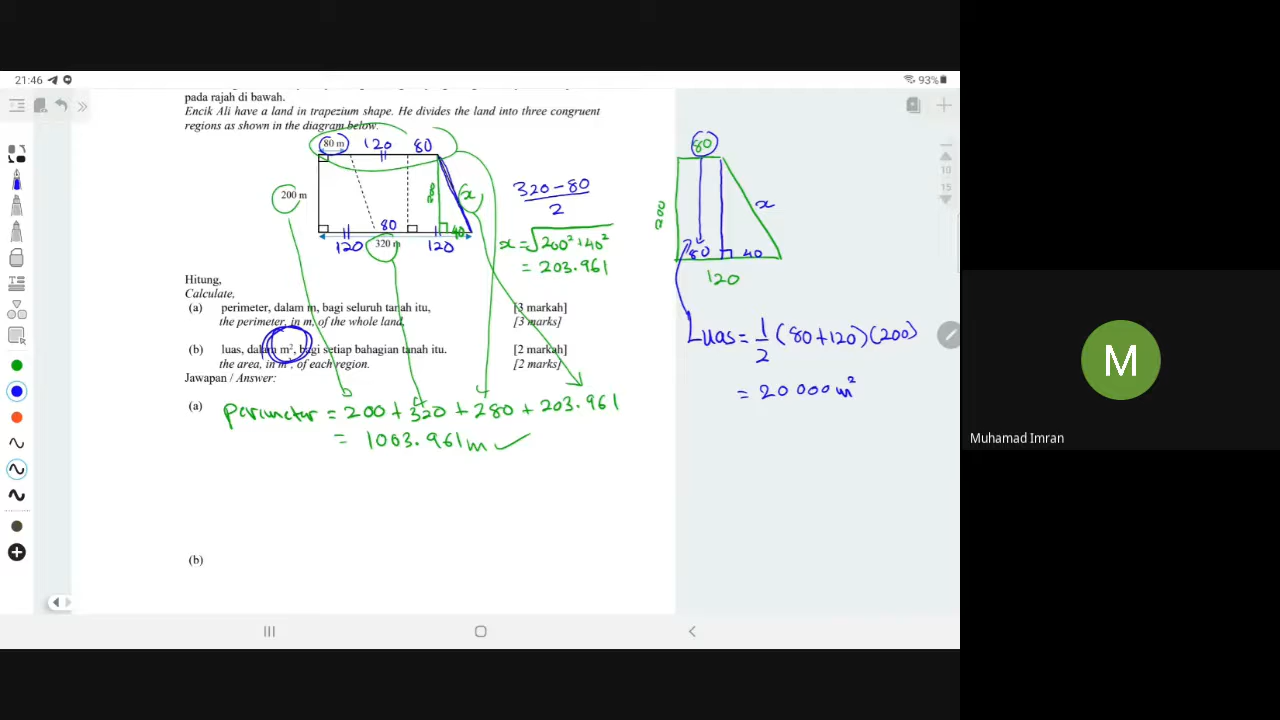 21:46
93%
pada rajah di bawah.
Encik Ali have a land in trapezium shape. He divides the land into three congruent
regions as shown in the diagram below.
80 m 120 80
200 m
200 x
120 80 120 40
320 m
320 - 80
2
x = √200² + 40²
= 203.961
80
200
x
80 40
120
Hitung,
Calculate,
(a) perimeter, dalam m, bagi seluruh tanah itu, [3 markah]
the perimeter, in m, of the whole land, [3 marks]
(b) luas, dalam m², bagi setiap bahagian tanah itu. [2 markah]
the area, in m², of each region. [2 marks]
Jawapan / Answer:
Luas = 1/2 (80 + 120)(200)
= 20 000 m²
(a) perimeter = 200 + 320 + 280 + 203.961
= 1003.961 m
(b)
10
15
M
Muhamad Imran